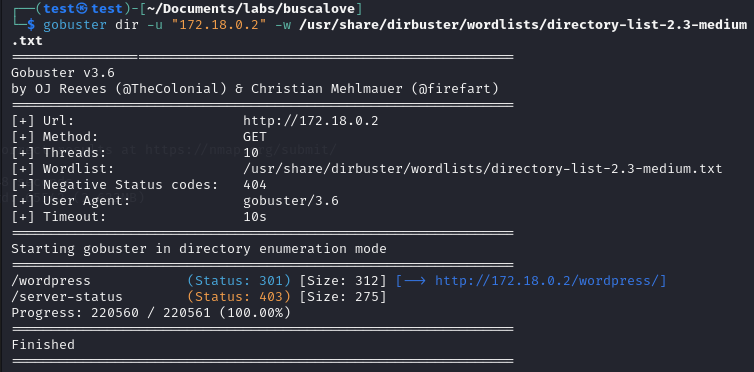 ┌──(test㉿test)-[~/Documents/labs/buscalove]
└─$ gobuster dir -u "172.18.0.2" -w /usr/share/dirbuster/wordlists/directory-list-2.3-medium
.txt
===============================================================
Gobuster v3.6
by OJ Reeves (@TheColonial) & Christian Mehlmauer (@firefart)
===============================================================
[+] Url:                     http://172.18.0.2
[+] Method:                  GET
[+] Threads:                 10
[+] Wordlist:                /usr/share/dirbuster/wordlists/directory-list-2.3-medium.txt
[+] Negative Status codes:   404
[+] User Agent:              gobuster/3.6
[+] Timeout:                 10s
===============================================================
Starting gobuster in directory enumeration mode
===============================================================
/wordpress            (Status: 301) [Size: 312] [--> http://172.18.0.2/wordpress/]
/server-status        (Status: 403) [Size: 275]
Progress: 220560 / 220561 (100.00%)
===============================================================
Finished
===============================================================